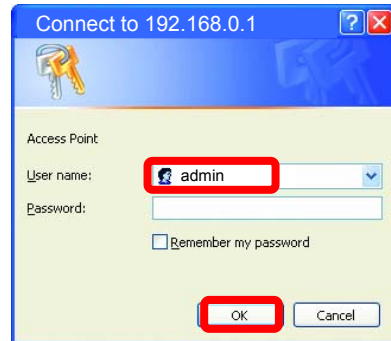 Connect to 192.168.0.1
Access Point
User name: admin
Password:
Remember my password
OK Cancel